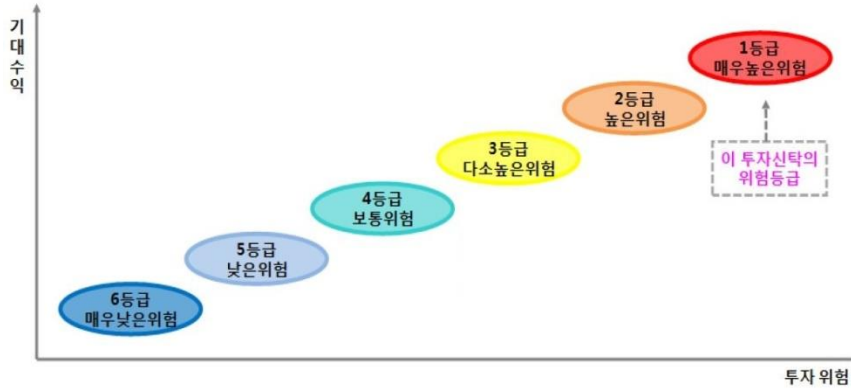 기대수익
1등급
매우높은위험
2등급
높은위험
이 투자신탁의
위험등급
3등급
다소높은위험
4등급
보통위험
5등급
낮은위험
6등급
매우낮은위험
투자 위험